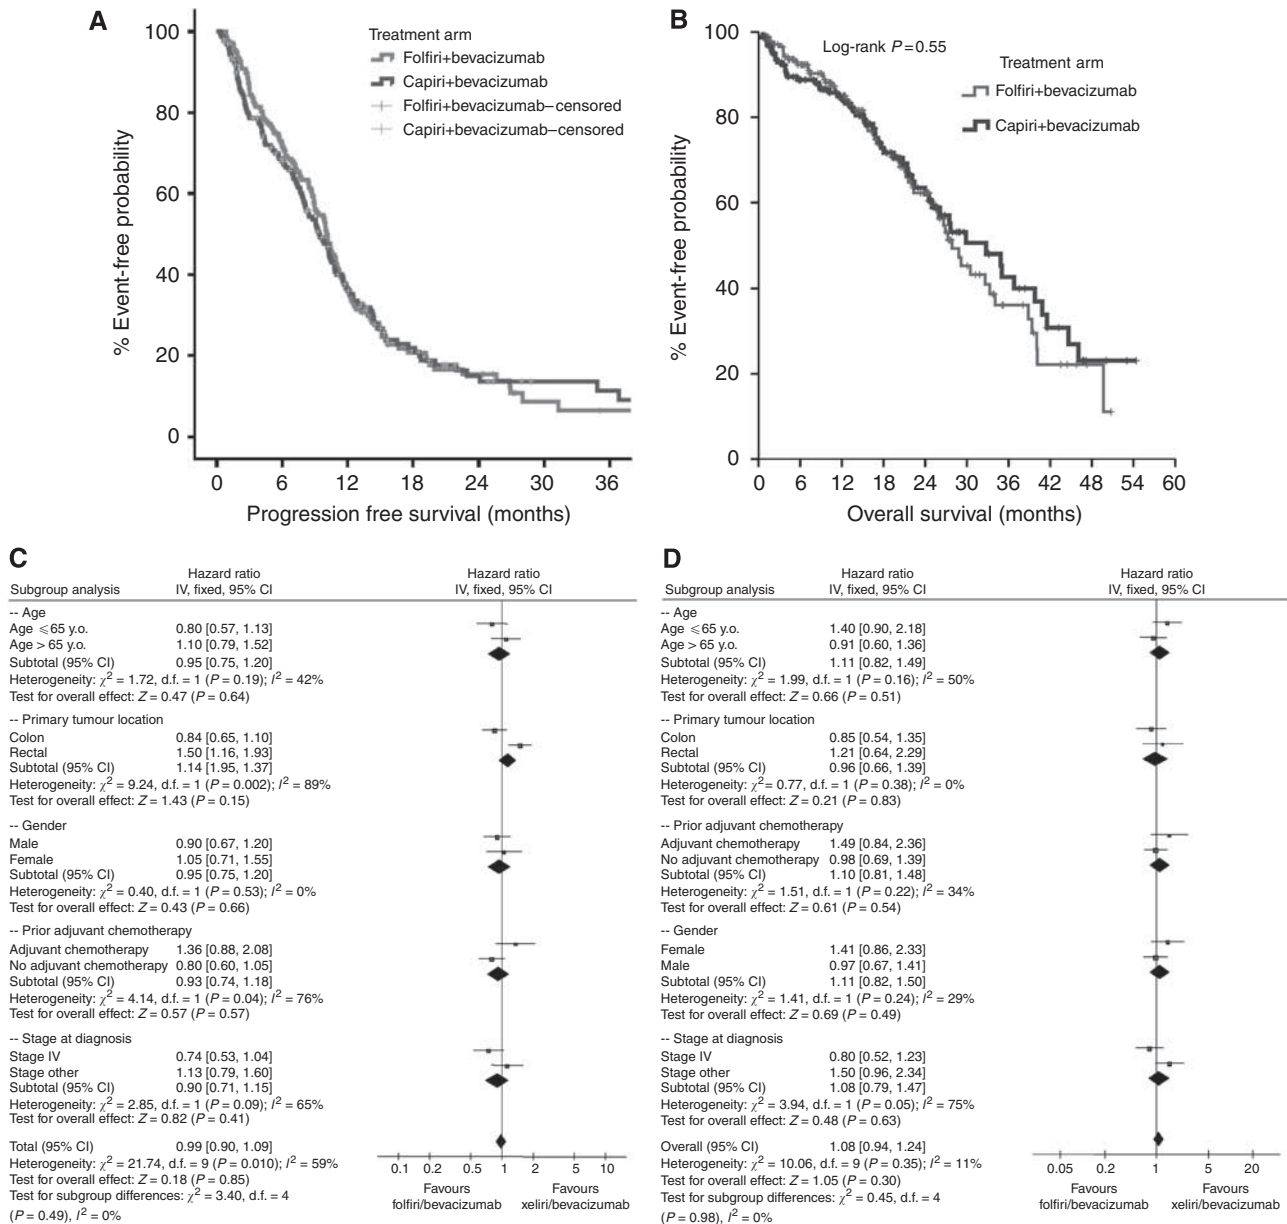 A
100
80
60
40
20
0
% Event-free probability
Treatment arm
Folfiri+bevacizumab
Capiri+bevacizumab
Folfiri+bevacizumab–censored
Capiri+bevacizumab–censored
0 6 12 18 24 30 36
Progression free survival (months)
B
100
80
60
40
20
0
% Event-free probability
Log-rank P=0.55
Treatment arm
Folfiri+bevacizumab
Capiri+bevacizumab
0 6 12 18 24 30 36 42 48 54 60
Overall survival (months)
C
Hazard ratio Hazard ratio
Subgroup analysis IV, fixed, 95% CI IV, fixed, 95% CI
-- Age
Age ⩽65 y.o. 0.80 [0.57, 1.13]
Age > 65 y.o. 1.10 [0.79, 1.52]
Subtotal (95% CI) 0.95 [0.75, 1.20]
Heterogeneity: χ² = 1.72, d.f. = 1 (P = 0.19); I² = 42%
Test for overall effect: Z = 0.47 (P = 0.64)
-- Primary tumour location
Colon 0.84 [0.65, 1.10]
Rectal 1.50 [1.16, 1.93]
Subtotal (95% CI) 1.14 [1.95, 1.37]
Heterogeneity: χ² = 9.24, d.f. = 1 (P = 0.002); I² = 89%
Test for overall effect: Z = 1.43 (P = 0.15)
-- Gender
Male 0.90 [0.67, 1.20]
Female 1.05 [0.71, 1.55]
Subtotal (95% CI) 0.95 [0.75, 1.20]
Heterogeneity: χ² = 0.40, d.f. = 1 (P = 0.53); I² = 0%
Test for overall effect: Z = 0.43 (P = 0.66)
-- Prior adjuvant chemotherapy
Adjuvant chemotherapy 1.36 [0.88, 2.08]
No adjuvant chemotherapy 0.80 [0.60, 1.05]
Subtotal (95% CI) 0.93 [0.74, 1.18]
Heterogeneity: χ² = 4.14, d.f. = 1 (P = 0.04); I² = 76%
Test for overall effect: Z = 0.57 (P = 0.57)
-- Stage at diagnosis
Stage IV 0.74 [0.53, 1.04]
Stage other 1.13 [0.79, 1.60]
Subtotal (95% CI) 0.90 [0.71, 1.15]
Heterogeneity: χ² = 2.85, d.f. = 1 (P = 0.09); I² = 65%
Test for overall effect: Z = 0.82 (P = 0.41)
Total (95% CI) 0.99 [0.90, 1.09]
Heterogeneity: χ² = 21.74, d.f. = 9 (P = 0.010); I² = 59%
Test for overall effect: Z = 0.18 (P = 0.85)
Test for subgroup differences: χ² = 3.40, d.f. = 4
(P = 0.49), I² = 0%
0.1 0.2 0.5 1 2 5 10
Favours Favours
folfiri/bevacizumab xeliri/bevacizumab
D
Hazard ratio Hazard ratio
Subgroup analysis IV, fixed, 95% CI IV, fixed, 95% CI
-- Age
Age ⩽65 y.o. 1.40 [0.90, 2.18]
Age > 65 y.o. 0.91 [0.60, 1.36]
Subtotal (95% CI) 1.11 [0.82, 1.49]
Heterogeneity: χ² = 1.99, d.f. = 1 (P = 0.16); I² = 50%
Test for overall effect: Z = 0.66 (P = 0.51)
-- Primary tumour location
Colon 0.85 [0.54, 1.35]
Rectal 1.21 [0.64, 2.29]
Subtotal (95% CI) 0.96 [0.66, 1.39]
Heterogeneity: χ²= 0.77, d.f. = 1 (P = 0.38); I² = 0%
Test for overall effect: Z = 0.21 (P = 0.83)
-- Prior adjuvant chemotherapy
Adjuvant chemotherapy 1.49 [0.84, 2.36]
No adjuvant chemotherapy 0.98 [0.69, 1.39]
Subtotal (95% CI) 1.10 [0.81, 1.48]
Heterogeneity: χ² = 1.51, d.f. = 1 (P = 0.22); I² = 34%
Test for overall effect: Z = 0.61 (P = 0.54)
-- Gender
Female 1.41 [0.86, 2.33]
Male 0.97 [0.67, 1.41]
Subtotal (95% CI) 1.11 [0.82, 1.50]
Heterogeneity: χ² = 1.41, d.f. = 1 (P = 0.24); I² = 29%
Test for overall effect: Z = 0.69 (P = 0.49)
-- Stage at diagnosis
Stage IV 0.80 [0.52, 1.23]
Stage other 1.50 [0.96, 2.34]
Subtotal (95% CI) 1.08 [0.79, 1.47]
Heterogeneity: χ² = 3.94, d.f. = 1 (P = 0.05); I² = 75%
Test for overall effect: Z = 0.48 (P = 0.63)
Overall (95% CI) 1.08 [0.94, 1.24]
Heterogeneity: χ² = 10.06, d.f. = 9 (P = 0.35); I² = 11%
Test for overall effect: Z = 1.05 (P = 0.30)
Test for subgroup differences: χ² = 0.45, d.f. = 4
(P = 0.98), I² = 0%
0.05 0.2 1 5 20
Favours Favours
folfiri/bevacizumab xeliri/bevacizumab